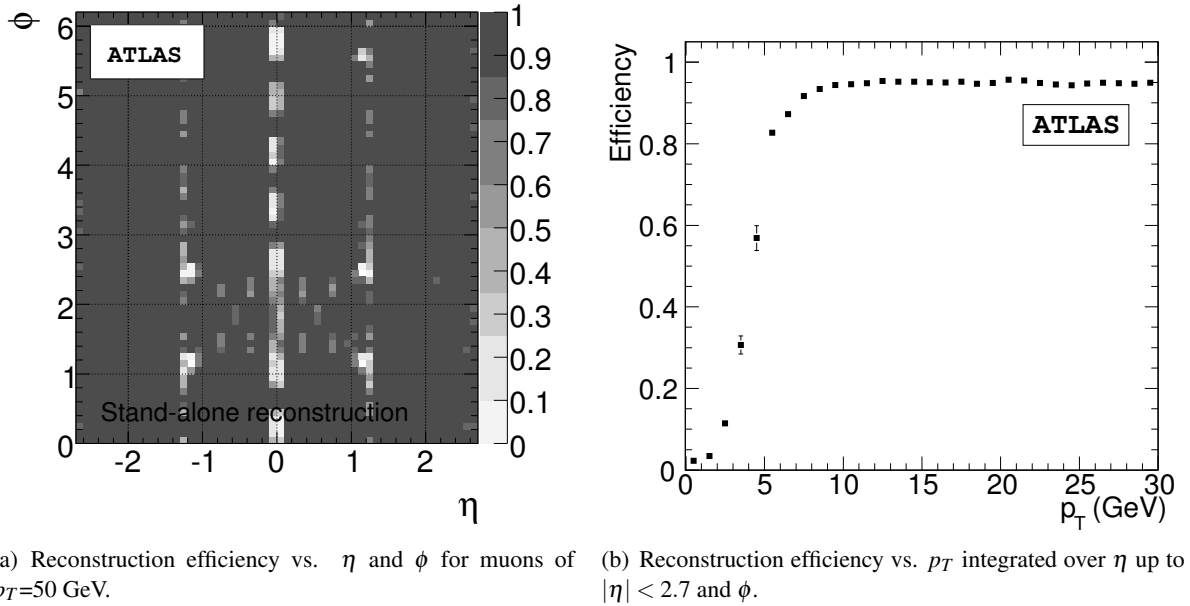 ϕ
6
5
4
3
2
1
0
ATLAS
Stand-alone reconstruction
-2 -1 0 1 2
η
1
0.9
0.8
0.7
0.6
0.5
0.4
0.3
0.2
0.1
0
Efficiency
1
0.8
0.6
0.4
0.2
0
ATLAS
0 5 10 15 20 25 30
p_T (GeV)
a) Reconstruction efficiency vs. η and ϕ for muons of
p_T=50 GeV.
(b) Reconstruction efficiency vs. p_T integrated over η up to
|η| < 2.7 and ϕ.